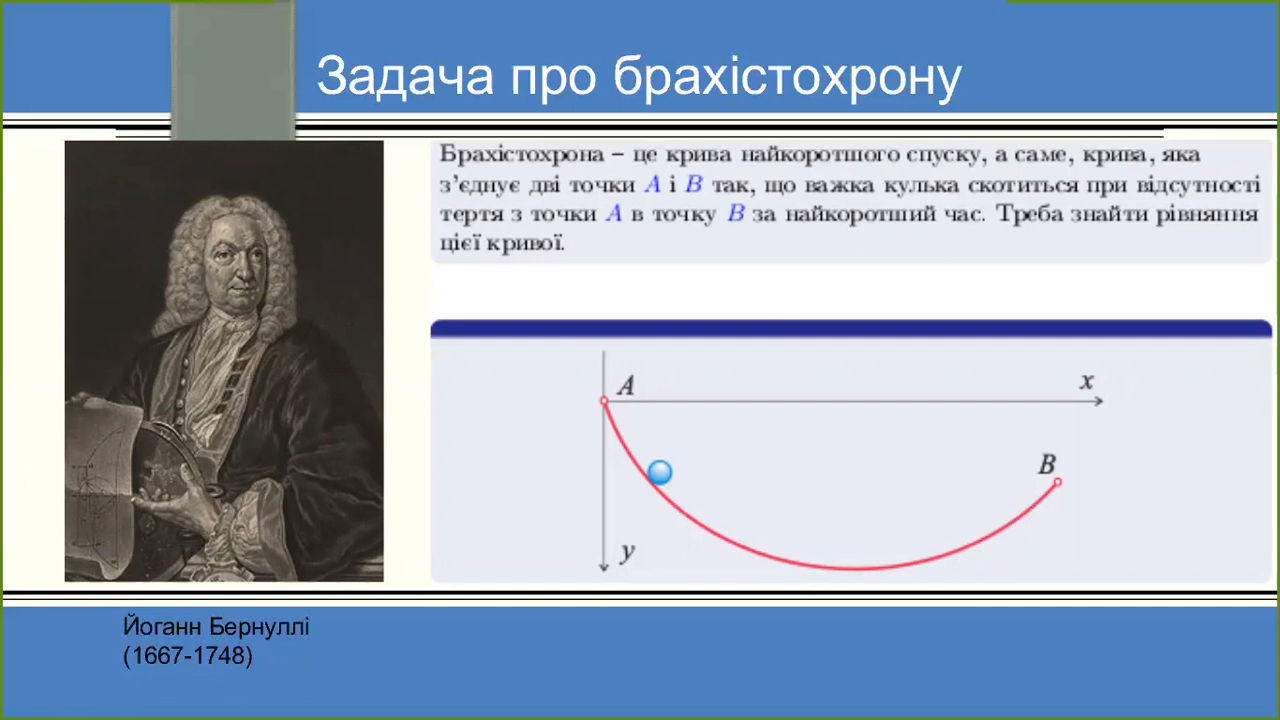 Задача про брахістохрону
Брахістохрона – це крива найкоротшого спуску, а саме, крива, яка
з’єднує дві точки A і B так, що важка кулька скотиться при відсутності
тертя з точки A в точку B за найкоротший час. Треба знайти рівняння
цієї кривої.
A
x
B
y
Йоганн Бернуллі
(1667-1748)